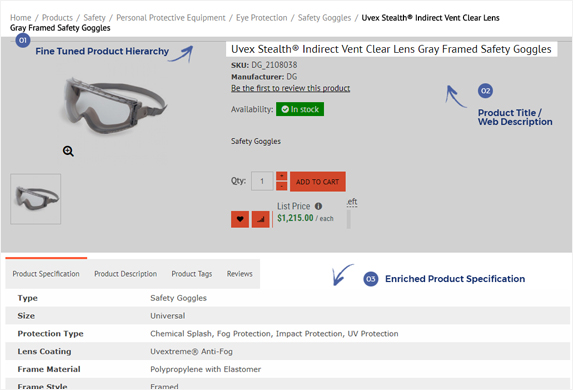 Home / Products / Safety / Personal Protective Equipment / Eye Protection / Safety Goggles / Uvex Stealth® Indirect Vent Clear Lens
Gray Framed Safety Goggles
01
Fine Tuned Product Hierarchy
Uvex Stealth® Indirect Vent Clear Lens Gray Framed Safety Goggles
SKU: DG_2108038
Manufacturer: DG
Be the first to review this product
02
Product Title /
Web Description
Availability: In stock
Safety Goggles
Qty: 1 + - ADD TO CART
eft
List Price
$1,215.00 / each
Product Specification Product Description Product Tags Reviews
03 Enriched Product Specification
Type Safety Goggles
Size Universal
Protection Type Chemical Splash, Fog Protection, Impact Protection, UV Protection
Lens Coating Uvextreme® Anti-Fog
Frame Material Polypropylene with Elastomer
Frame Style Framed